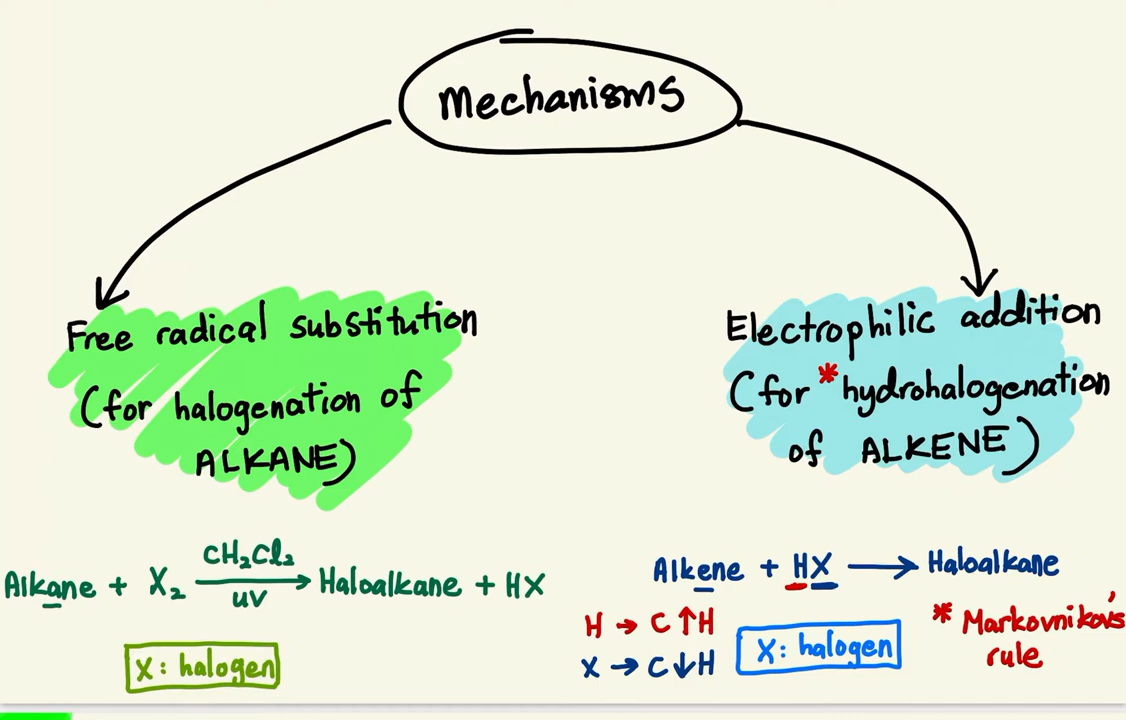 Mechanisms
Free radical substitution
(for halogenation of
ALKANE)
Electrophilic addition
(for *hydrohalogenation
of ALKENE)
CH₂Cl₂
Alkane + X₂ ⟶ Haloalkane + HX
uv
X : halogen
Alkene + HX ⟶ Haloalkane
H → C ↑ H
X → C ↓ H
X : halogen
* Markovnikov's
rule